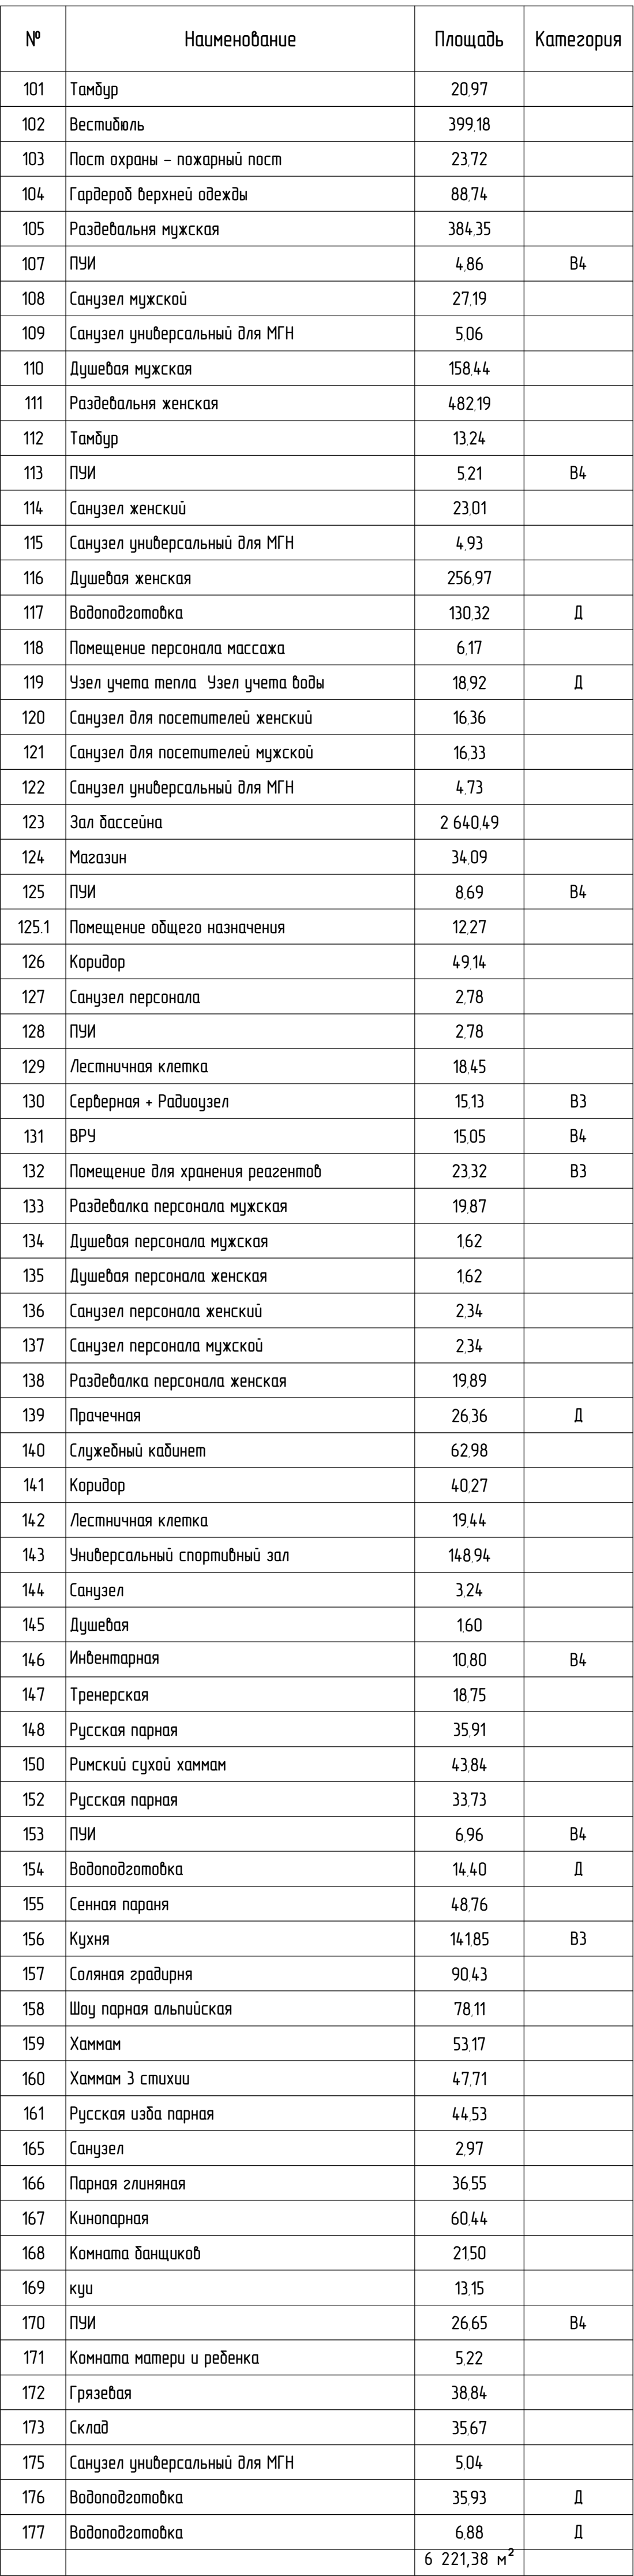 № Наименование Площадь Категория
101 Тамбур 20,97
102 Вестибюль 399,18
103 Пост охраны - пожарный пост 23,72
104 Гардероб верхней одежды 88,74
105 Раздевальня мужская 384,35
107 ПУИ 4,86 В4
108 Санузел мужской 27,19
109 Санузел универсальный для МГН 5,06
110 Душевая мужская 158,44
111 Раздевальня женская 482,19
112 Тамбур 13,24
113 ПУИ 5,21 В4
114 Санузел женский 23,01
115 Санузел универсальный для МГН 4,93
116 Душевая женская 256,97
117 Водоподготовка 130,32 Д
118 Помещение персонала массажа 6,17
119 Узел учета тепла Узел учета воды 18,92 Д
120 Санузел для посетителей женский 16,36
121 Санузел для посетителей мужской 16,33
122 Санузел универсальный для МГН 4,73
123 Зал бассейна 2 640,49
124 Магазин 34,09
125 ПУИ 8,69 В4
125.1 Помещение общего назначения 12,27
126 Коридор 49,14
127 Санузел персонала 2,78
128 ПУИ 2,78
129 Лестничная клетка 18,45
130 Серверная + Радиоузел 15,13 В3
131 ВРУ 15,05 В4
132 Помещение для хранения реагентов 23,32 В3
133 Раздевалка персонала мужская 19,87
134 Душевая персонала мужская 1,62
135 Душевая персонала женская 1,62
136 Санузел персонала женский 2,34
137 Санузел персонала мужской 2,34
138 Раздевалка персонала женская 19,89
139 Прачечная 26,36 Д
140 Служебный кабинет 62,98
141 Коридор 40,27
142 Лестничная клетка 19,44
143 Универсальный спортивный зал 148,94
144 Санузел 3,24
145 Душевая 1,60
146 Инвентарная 10,80 В4
147 Тренерская 18,75
148 Русская парная 35,91
150 Римский сухой хаммам 43,84
152 Русская парная 33,73
153 ПУИ 6,96 В4
154 Водоподготовка 14,40 Д
155 Сенная параня 48,76
156 Кухня 141,85 В3
157 Соляная градирня 90,43
158 Шоу парная альпийская 78,11
159 Хаммам 53,17
160 Хаммам 3 стихии 47,71
161 Русская изба парная 44,53
165 Санузел 2,97
166 Парная глиняная 36,55
167 Кинопарная 60,44
168 Комната банщиков 21,50
169 куи 13,15
170 ПУИ 26,65 В4
171 Комната матери и ребенка 5,22
172 Грязевая 38,84
173 Склад 35,67
175 Санузел универсальный для МГН 5,04
176 Водоподготовка 35,93 Д
177 Водоподготовка 6,88 Д
6 221,38 м²